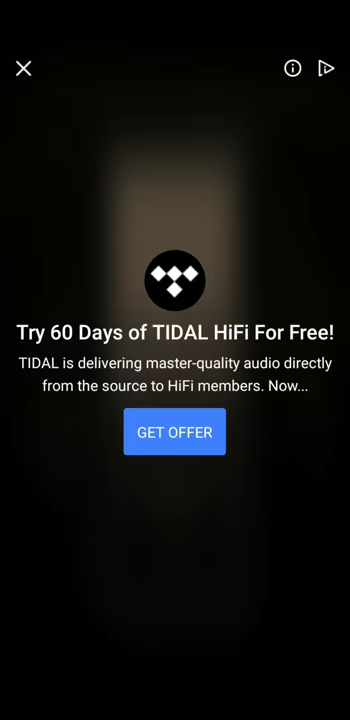 Try 60 Days of TIDAL HiFi For Free!
TIDAL is delivering master-quality audio directly
from the source to HiFi members. Now...
GET OFFER